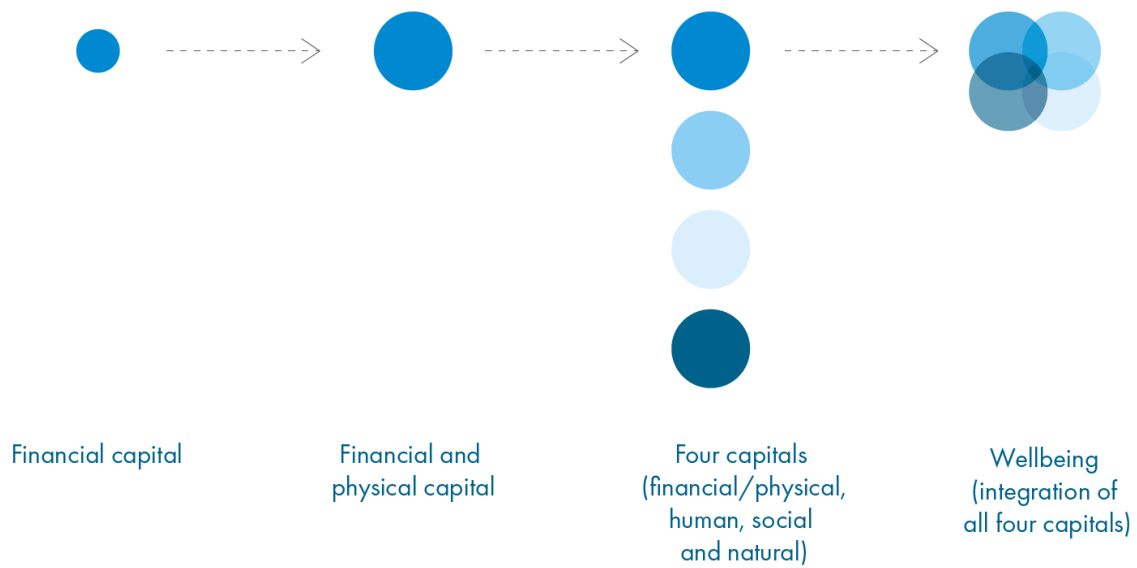 Financial capital
Financial and
physical capital
Four capitals
(financial/physical,
human, social
and natural)
Wellbeing
(integration of
all four capitals)